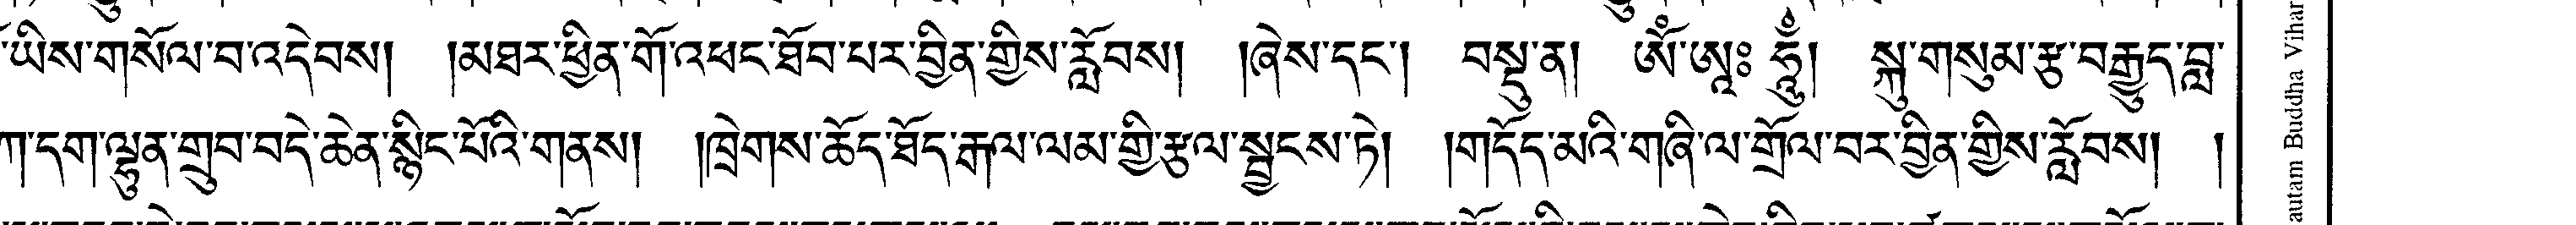 ཡིས་གསོལ་བ་འདེབས། །མཐར་ཕྱིན་གོ་འཕང་ཐོབ་པར་བྱིན་གྱིས་རློབས། །ཞེས་དང་། བསྡུ་ན། ཨོཾ་ཨཱཿ་ཧཱུྃ། སྐུ་གསུམ་རྩ་བརྒྱུད་བླ་
ཀ་དག་ལྷུན་གྲུབ་བདེ་ཆེན་སྙིང་པོའི་གནས། །ཁྲེགས་ཆོད་ཐོད་རྒལ་ལམ་གྱི་རྩལ་སྦྱངས་ཏེ། །གདོད་མའི་གཞི་ལ་གྲོལ་བར་བྱིན་གྱིས་རློབས། །
autam Buddha Vihar